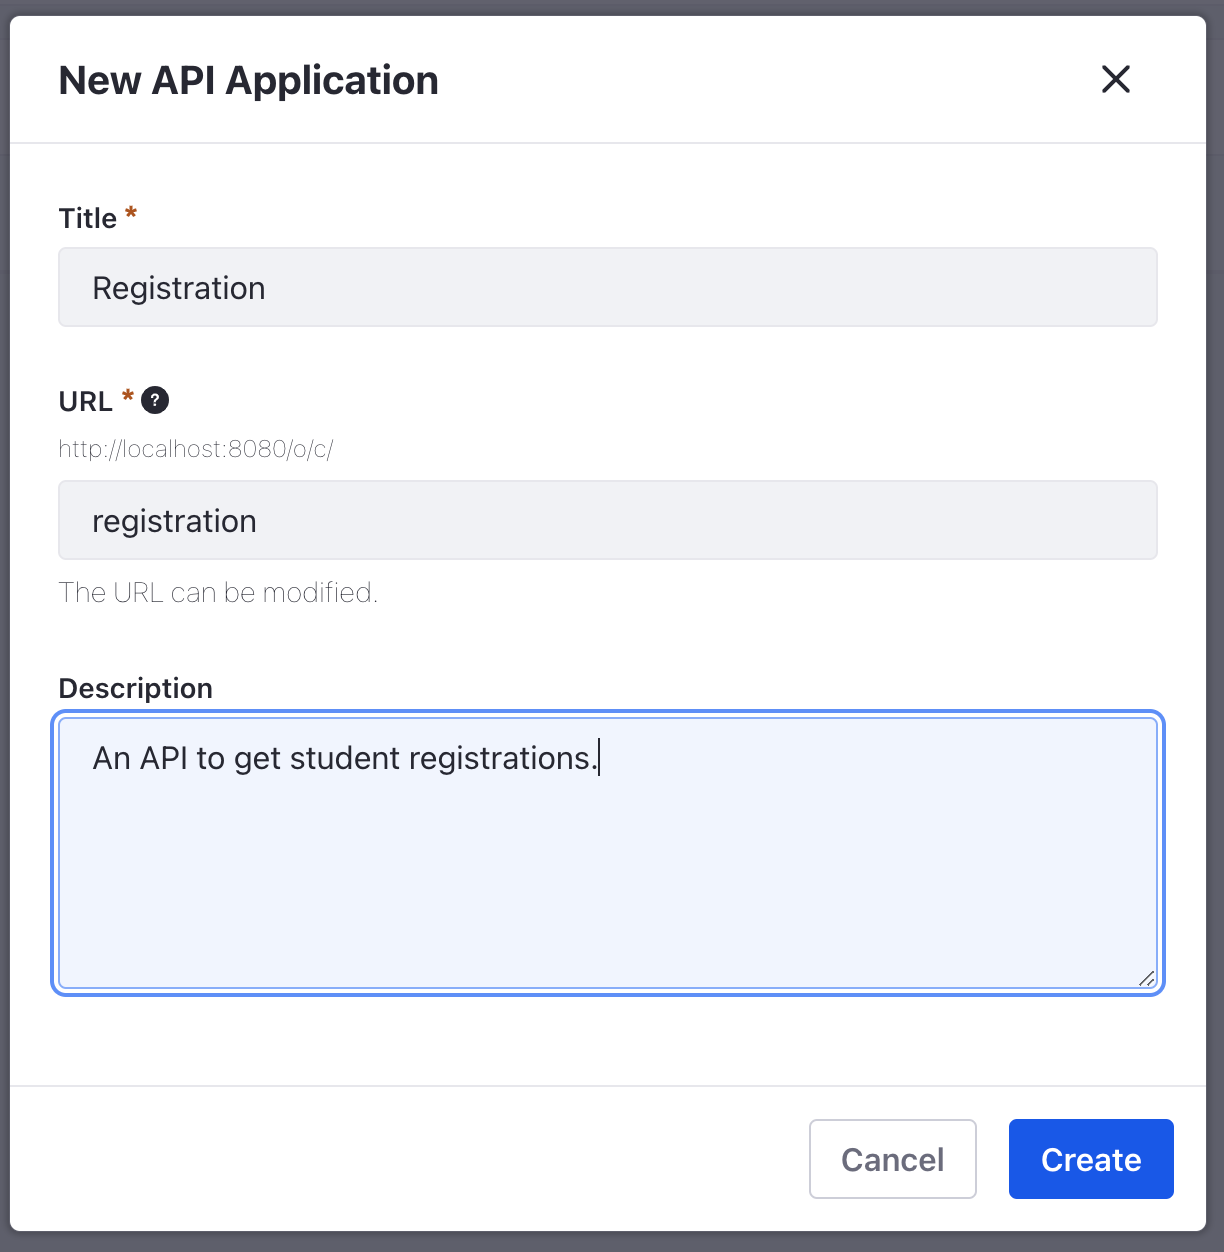 New API Application
Title *
Registration
URL * ?
http://localhost:8080/o/c/
registration
The URL can be modified.
Description
An API to get student registrations.
Cancel Create